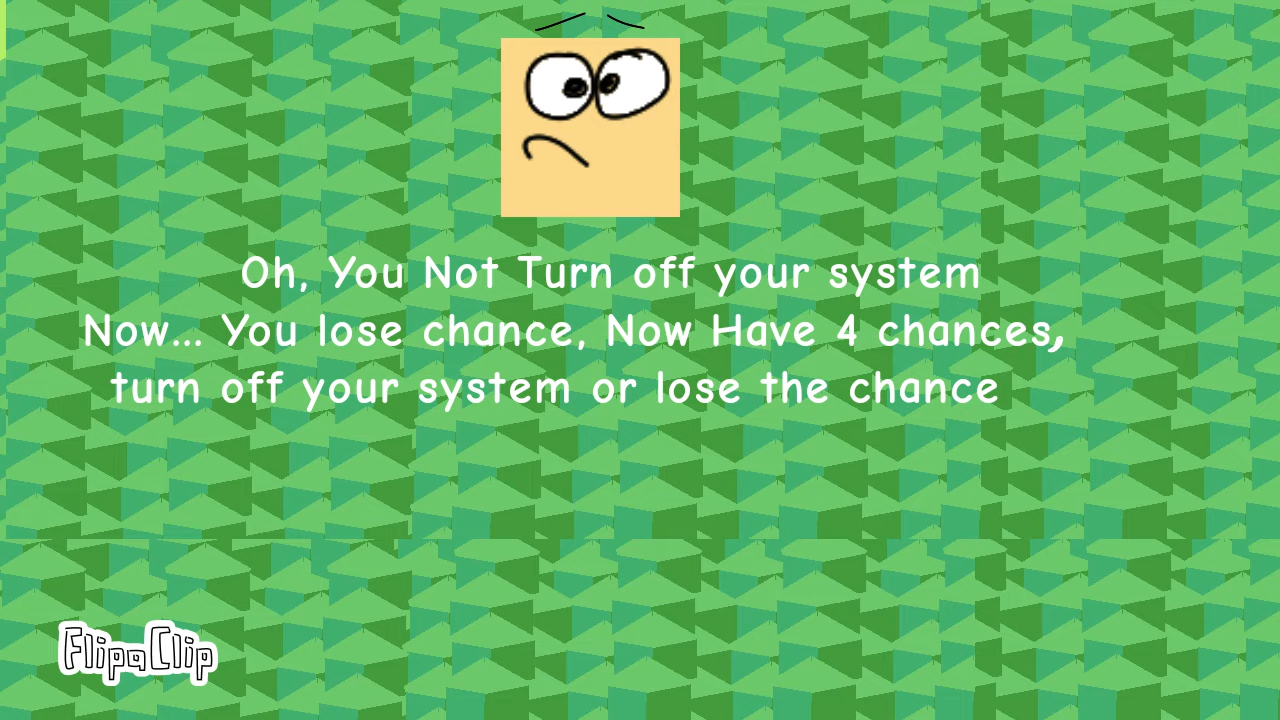 Oh, You Not Turn off your system
Now... You lose chance, Now Have 4 chances,
turn off your system or lose the chance
FlipaClip